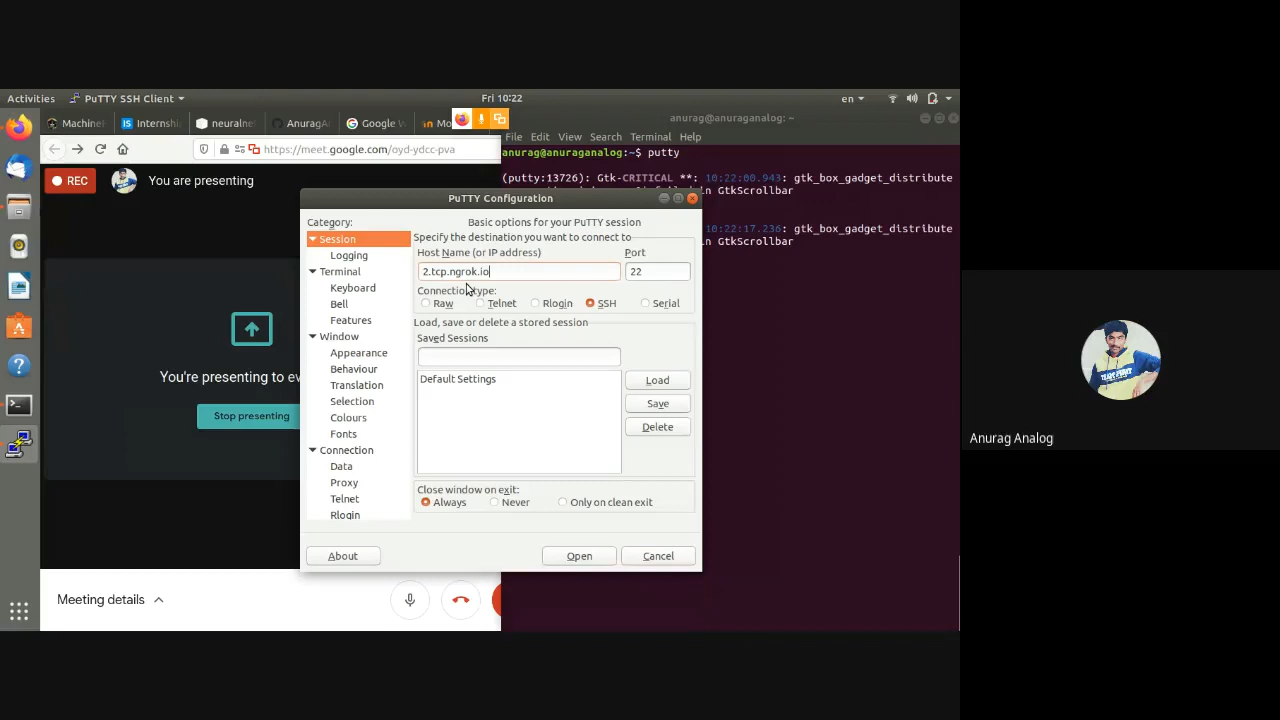 Activities
PuTTY SSH Client
Fri 10:22
en
Machine
Internship
neuralne
AnuragA
Google
Mo
https://meet.google.com/oyd-ydcc-pva
REC
You are presenting
You're presenting to ev
Stop presenting
Meeting details
anurag@anuraganalog: ~
File Edit View Search Terminal Help
anurag@anuraganalog:~$ putty
(putty:13726): Gtk-CRITICAL **: 10:22:00.943: gtk_box_gadget_distribute
in GtkScrollbar
10:22:17.236: gtk_box_gadget_distribute
in GtkScrollbar
PuTTY Configuration
Category:
Session
Logging
Terminal
Keyboard
Bell
Features
Window
Appearance
Behaviour
Translation
Selection
Colours
Fonts
Connection
Data
Proxy
Telnet
Rlogin
Basic options for your PuTTY session
Specify the destination you want to connect to
Host Name (or IP address) Port
2.tcp.ngrok.io 22
Connection type:
Raw Telnet Rlogin SSH Serial
Load, save or delete a stored session
Saved Sessions
Default Settings
Load
Save
Delete
Close window on exit:
Always Never Only on clean exit
About Open Cancel
Anurag Analog